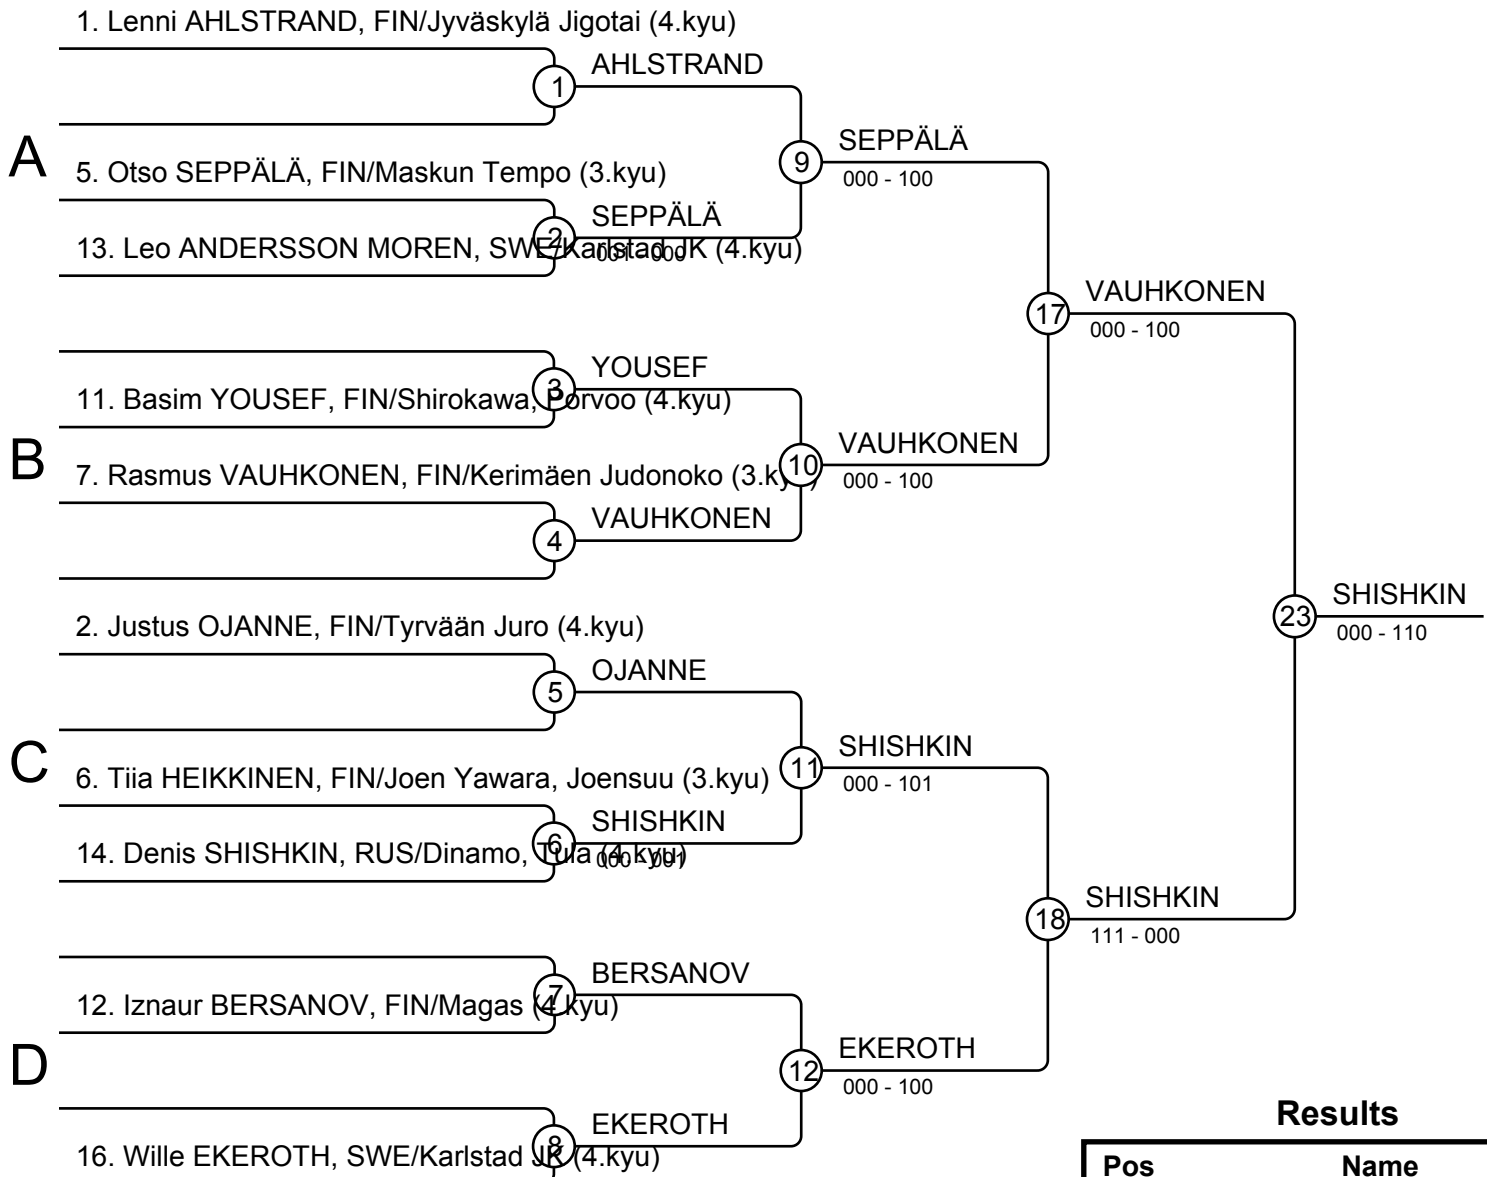 1. Lenni AHLSTRAND, FIN/Jyväskylä Jigotai (4.kyu)
1
AHLSTRAND
A
5. Otso SEPPÄLÄ, FIN/Maskun Tempo (3.kyu)
9
SEPPÄLÄ
000 - 100
2
SEPPÄLÄ
001 - 000
13. Leo ANDERSSON MOREN, SWE/Karlstad JK (4.kyu)
17
VAUHKONEN
000 - 100
3
YOUSEF
11. Basim YOUSEF, FIN/Shirokawa, Porvoo (4.kyu)
B
7. Rasmus VAUHKONEN, FIN/Kerimäen Judonoko (3.kyu)
10
VAUHKONEN
000 - 100
4
VAUHKONEN
23
SHISHKIN
000 - 110
2. Justus OJANNE, FIN/Tyrvään Juro (4.kyu)
5
OJANNE
C
6. Tiia HEIKKINEN, FIN/Joen Yawara, Joensuu (3.kyu)
11
SHISHKIN
000 - 101
6
SHISHKIN
000 - 001
14. Denis SHISHKIN, RUS/Dinamo, Tula (4.kyu)
18
SHISHKIN
111 - 000
7
BERSANOV
12. Iznaur BERSANOV, FIN/Magas (4.kyu)
D
12
EKEROTH
000 - 100
8
EKEROTH
16. Wille EKEROTH, SWE/Karlstad JK (4.kyu)
Results
Pos Name